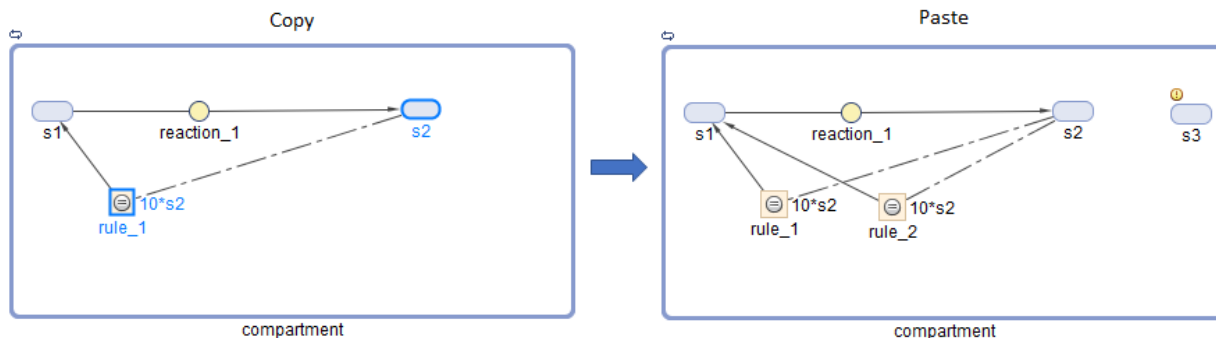 Copy
s1
reaction_1
s2
10*s2
rule_1
compartment
Paste
s1
reaction_1
s2
s3
10*s2
10*s2
rule_1
rule_2
compartment